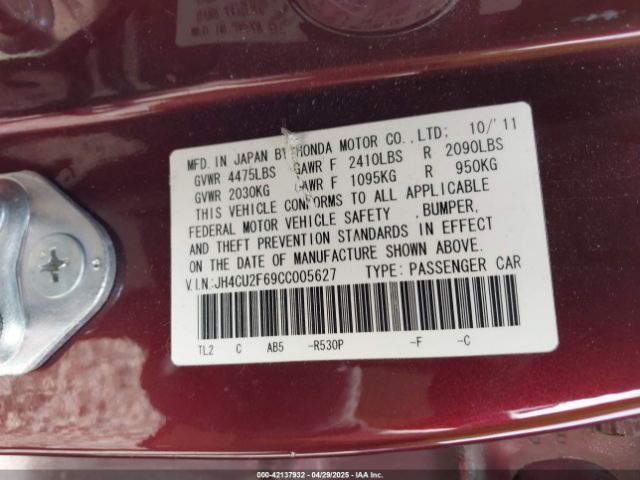 MFD. IN JAPAN BY HONDA MOTOR CO., LTD: 10/'11
GVWR 4475LBS GAWR F 2410LBS R 2090LBS
GVWR 2030KG GAWR F 1095KG R 950KG
THIS VEHICLE CONFORMS TO ALL APPLICABLE
FEDERAL MOTOR VEHICLE SAFETY ,BUMPER,
AND THEFT PREVENTION STANDARDS IN EFFECT
ON THE DATE OF MANUFACTURE SHOWN ABOVE.
V.I.N:JH4CU2F69CC005627 TYPE: PASSENGER CAR
TL2 C AB5 -R530P -F -C
000-42137932 - 04/29/2025 - IAAI.COM